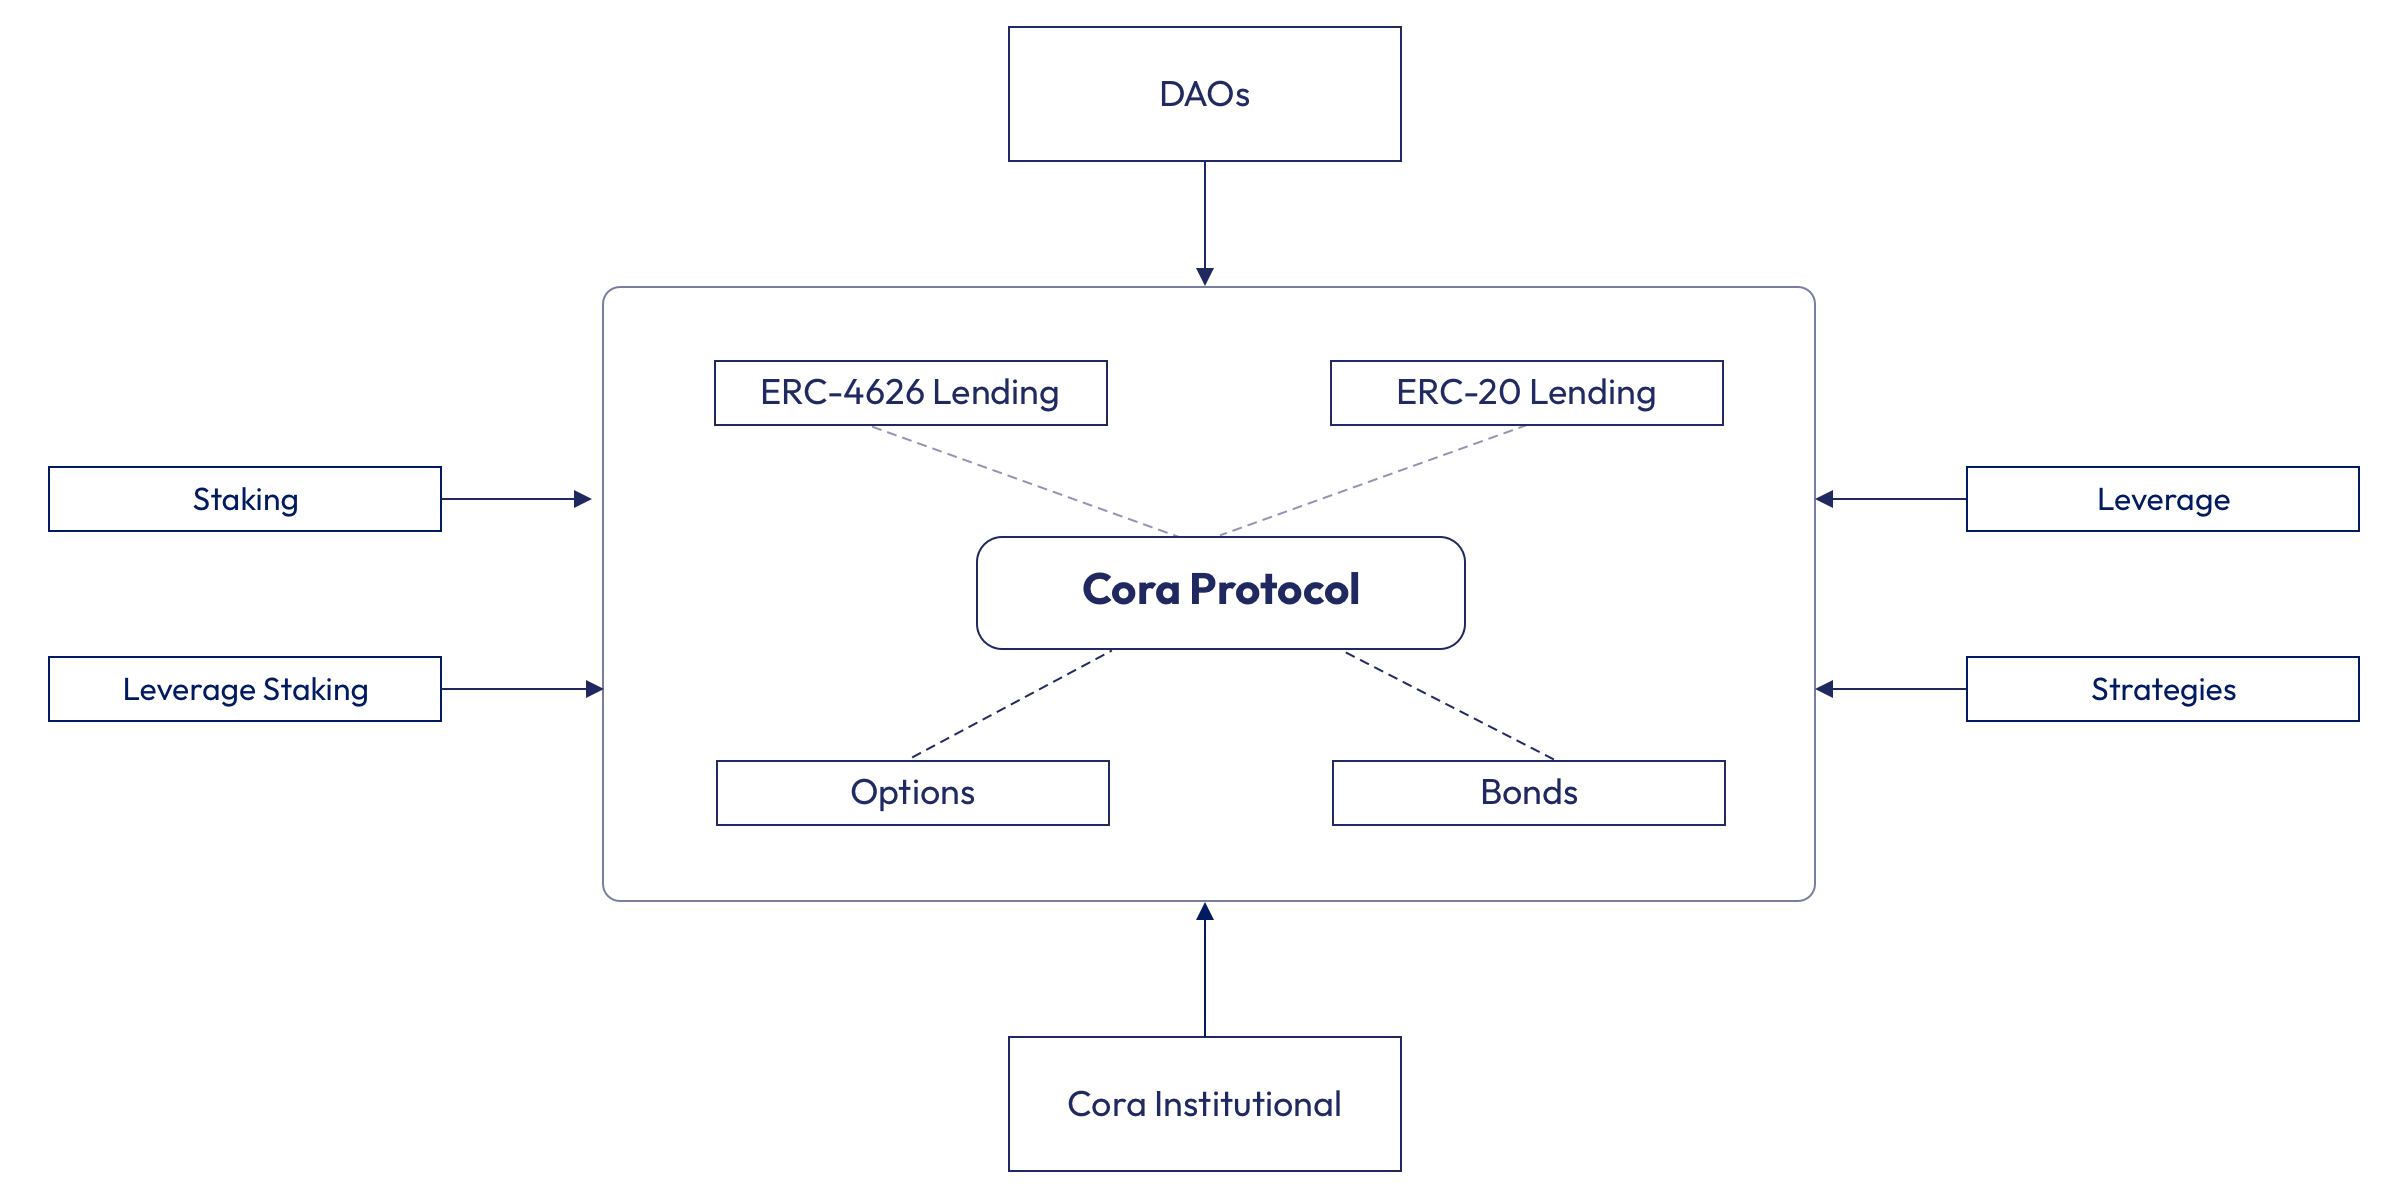 DAOs
ERC-4626 Lending
ERC-20 Lending
Staking
Leverage
Cora Protocol
Leverage Staking
Strategies
Options
Bonds
Cora Institutional